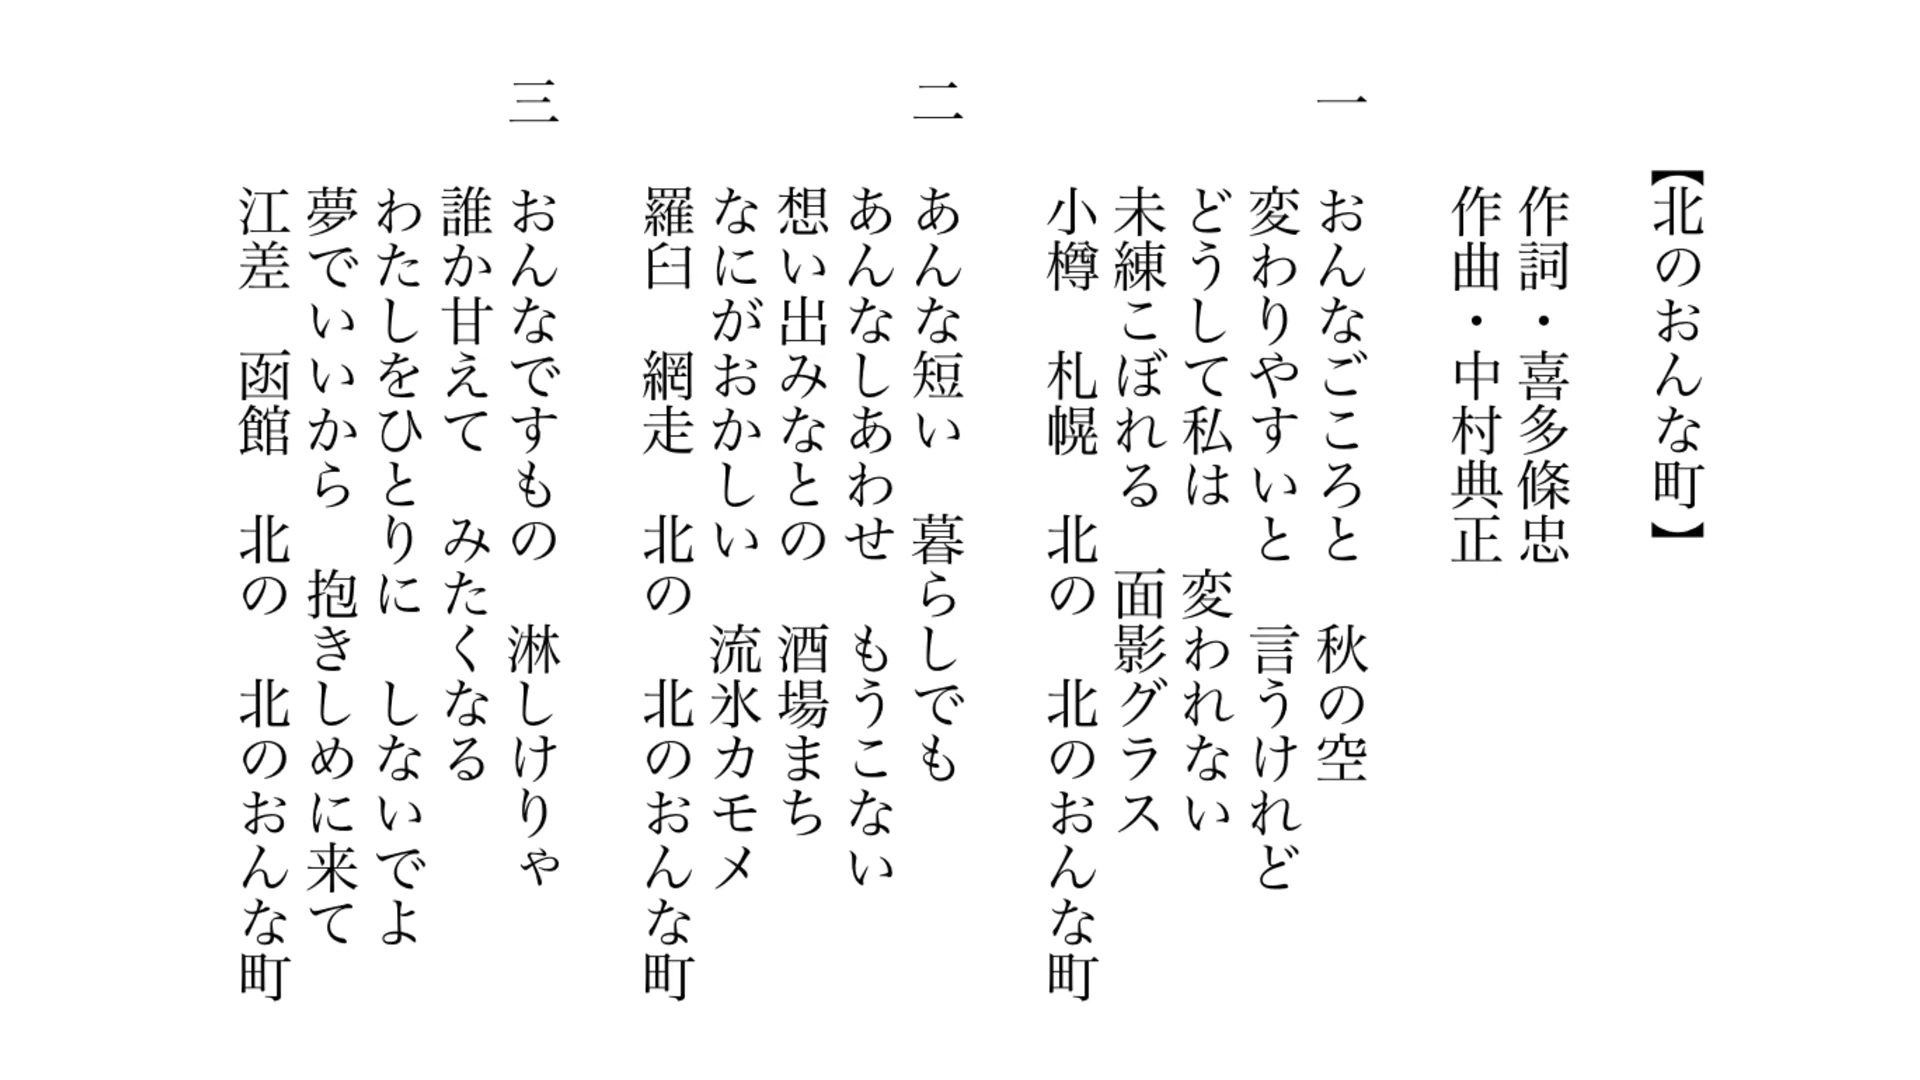 【北のおんな町】
作詞・喜多條忠
作曲・中村典正
一 おんなごころと 秋の空
変わりやすいと 言うけれど
どうして私は 変われない
未練こぼれる 面影グラス
小樽 札幌 北の 北のおんな町
二 あんな短い 暮らしでも
あんなしあわせ もうこない
想い出みなとの 酒場まち
なにがおかしい 流氷カモメ
羅臼 網走 北の 北のおんな町
三 おんなですもの 淋しけりゃ
誰か甘えて みたくなる
わたしをひとりに しないでよ
夢でいいから 抱きしめに来て
江差 函館 北の 北のおんな町